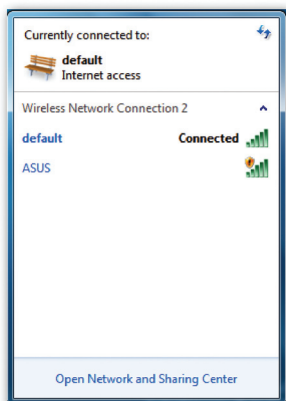 Currently connected to:
default
Internet access
Wireless Network Connection 2
default Connected
ASUS
Open Network and Sharing Center